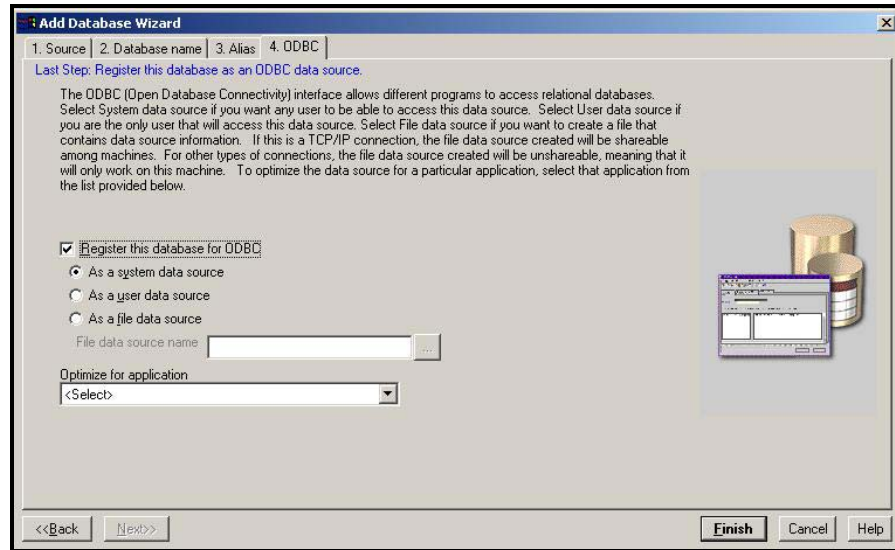 Add Database Wizard
1. Source
2. Database name
3. Alias
4. ODBC
Last Step: Register this database as an ODBC data source.
The ODBC (Open Database Connectivity) interface allows different programs to access relational databases.
Select System data source if you want any user to be able to access this data source. Select User data source if
you are the only user that will access this data source. Select File data source if you want to create a file that
contains data source information. If this is a TCP/IP connection, the file data source created will be shareable
among machines. For other types of connections, the file data source created will be unshareable, meaning that it
will only work on this machine. To optimize the data source for a particular application, select that application from
the list provided below.
Register this database for ODBC
As a system data source
As a user data source
As a file data source
File data source name
...
Optimize for application
<Select>
<<Back
Next>>
Finish
Cancel
Help